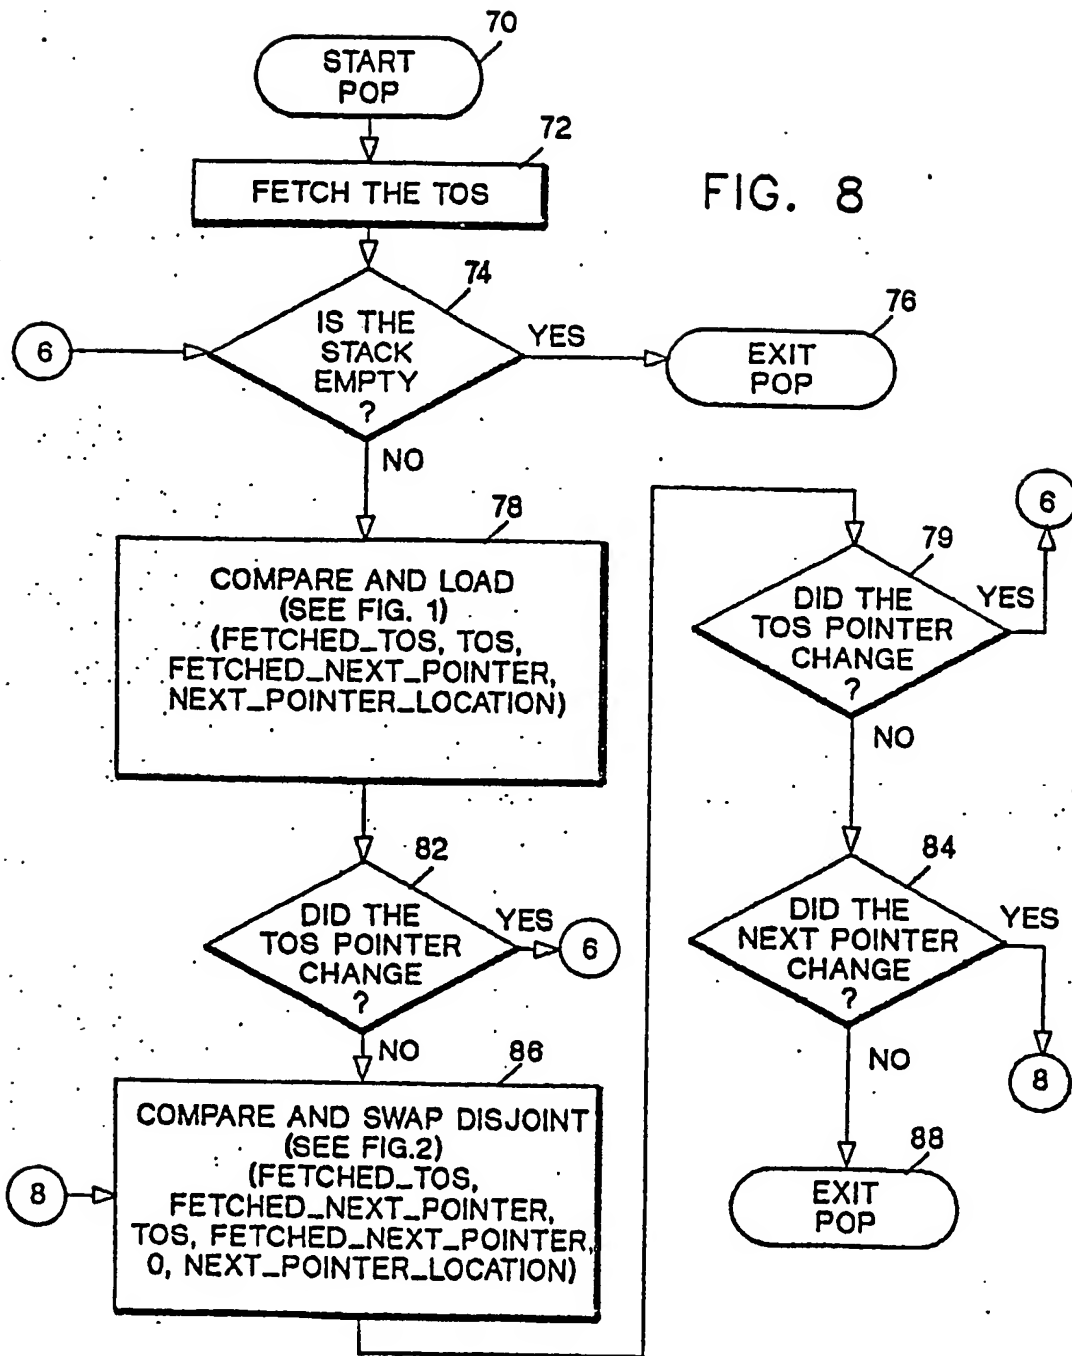 70
START
POP
72
FETCH THE TOS
FIG. 8
74
IS THE
STACK
EMPTY
?
6
YES
76
EXIT
POP
NO
78
COMPARE AND LOAD
(SEE FIG. 1)
(FETCHED_TOS, TOS,
FETCHED_NEXT_POINTER,
NEXT_POINTER_LOCATION)
82
DID THE
TOS POINTER
CHANGE
?
YES
6
NO
86
8
COMPARE AND SWAP DISJOINT
(SEE FIG.2)
(FETCHED_TOS,
FETCHED_NEXT_POINTER,
TOS, FETCHED_NEXT_POINTER,
0, NEXT_POINTER_LOCATION)
6
79
DID THE
TOS POINTER
CHANGE
?
YES
NO
84
DID THE
NEXT POINTER
CHANGE
?
YES
8
NO
88
EXIT
POP